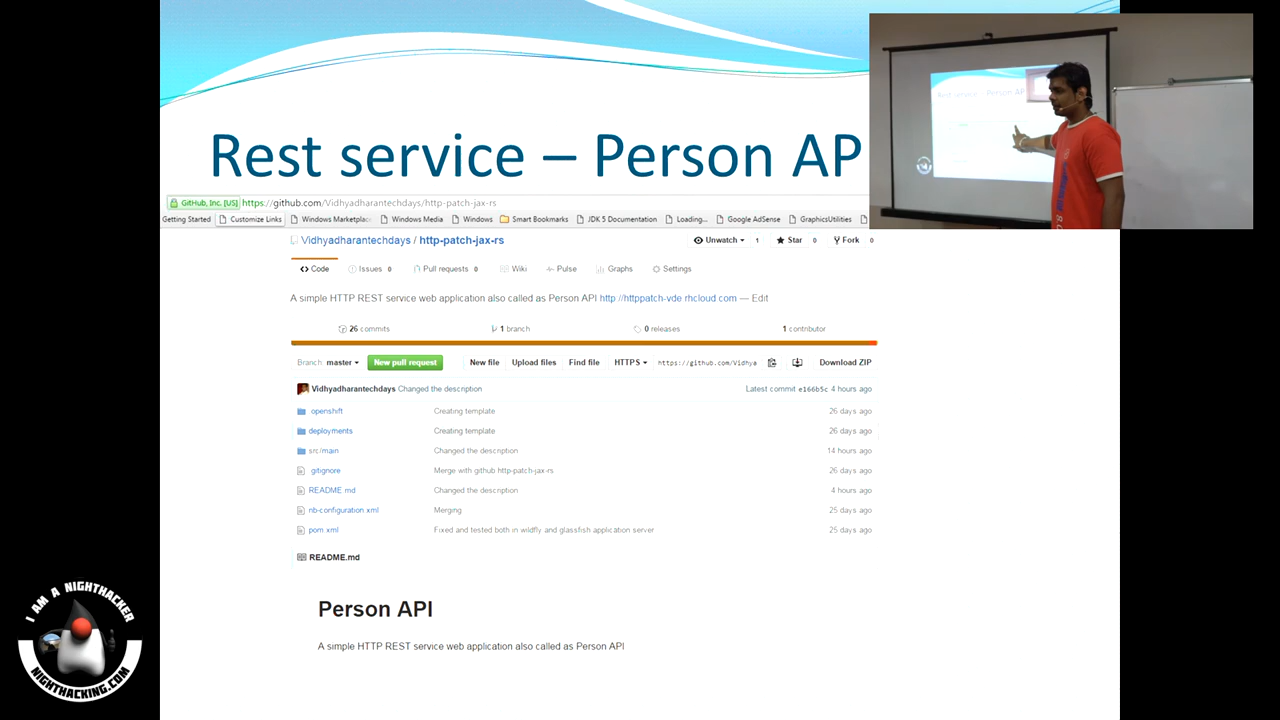 Rest service – Person AP
GitHub, Inc. [US] https://github.com/Vidhyadharantechdays/http-patch-jax-rs
Getting Started Customize Links Windows Marketplac Windows Media Windows Smart Bookmarks JDK 5 Documentation Loading... Google AdSense GraphicsUtilities
Vidhyadharantechdays / http-patch-jax-rs Unwatch 1 Star 0 Fork 0
Code Issues 0 Pull requests 0 Wiki Pulse Graphs Settings
A simple HTTP REST service web application also called as Person API http://httppatch-vde rhcloud com — Edit
26 commits 1 branch 0 releases 1 contributor
Branch master New pull request New file Upload files Find file HTTPS https://github.com/Vidhya Download ZIP
Vidhyadharantechdays Changed the description Latest commit e166b5c 4 hours ago
openshift Creating template 26 days ago
deployments Creating template 26 days ago
src/main Changed the description 14 hours ago
gitignore Merge with github http-patch-jax-rs 26 days ago
README.md Changed the description 4 hours ago
nb-configuration.xml Merging 25 days ago
pom xml Fixed and tested both in wildfly and glassfish application server 25 days ago
README.md
Person API
A simple HTTP REST service web application also called as Person API
Rest service – Person API
I AM A NIGHTHACKER
NIGHTHACKING.COM